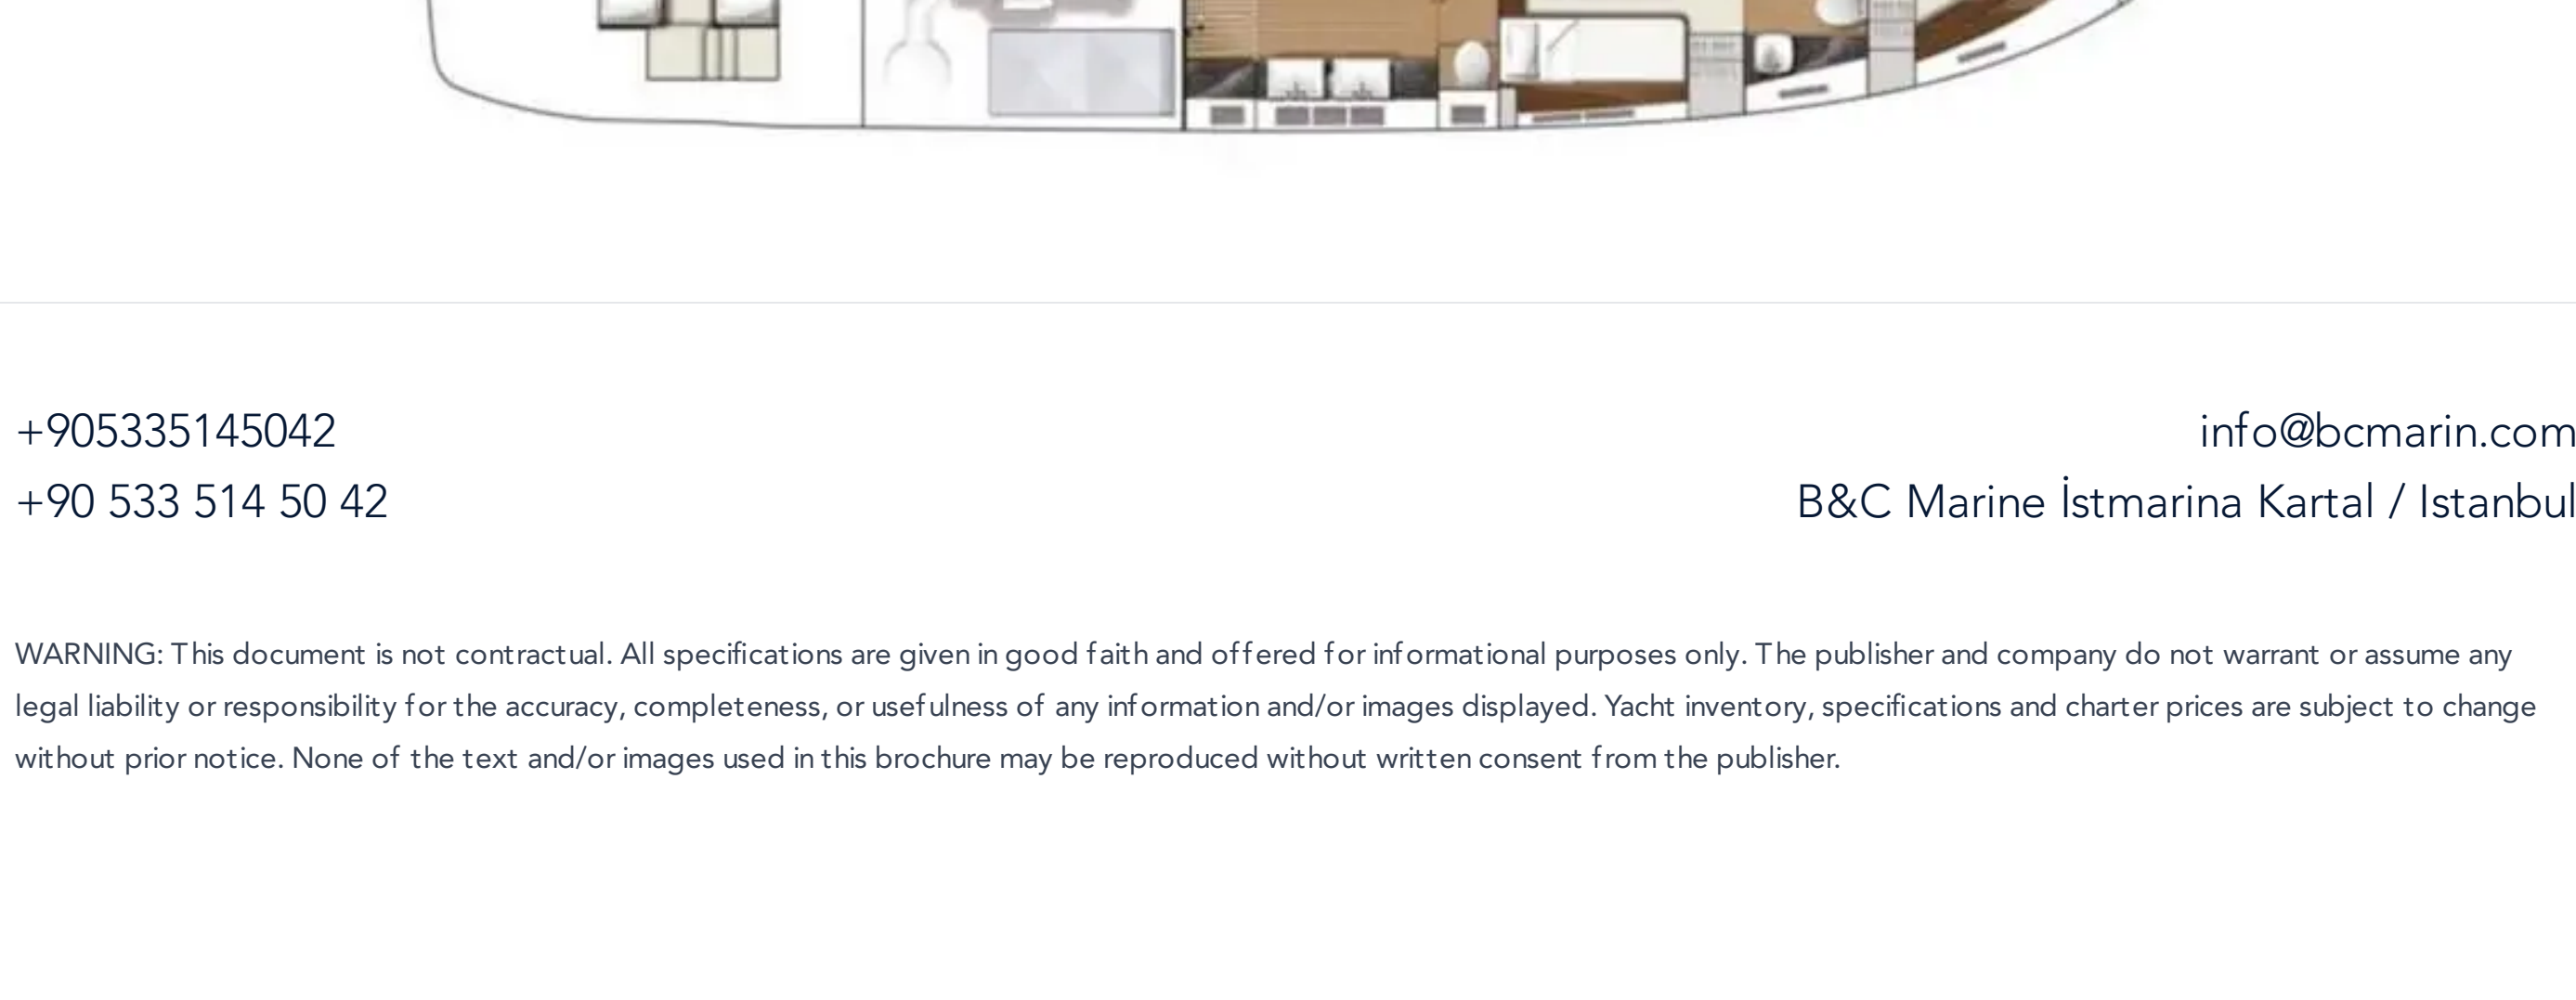 +905335145042
info@bcmarin.com
+90 533 514 50 42
B&C Marine İstmarina Kartal / Istanbul
WARNING: This document is not contractual. All specifications are given in good faith and offered for informational purposes only. The publisher and company do not warrant or assume any
legal liability or responsibility for the accuracy, completeness, or usefulness of any information and/or images displayed. Yacht inventory, specifications and charter prices are subject to change
without prior notice. None of the text and/or images used in this brochure may be reproduced without written consent from the publisher.